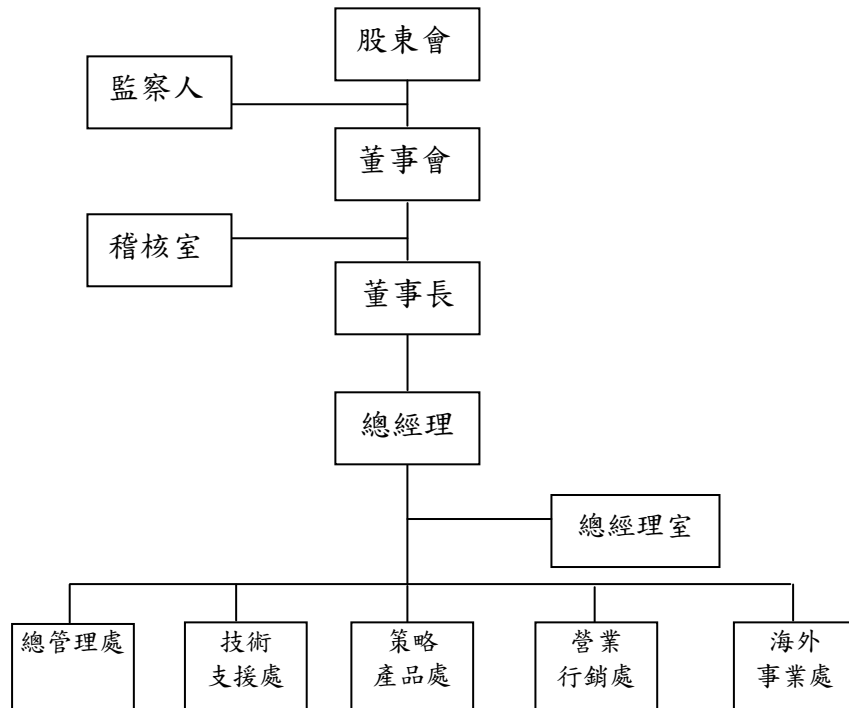 股東會
監察人
董事會
稽核室
董事長
總經理
總經理室
總管理處
技術
支援處
策略
產品處
營業
行銷處
海外
事業處